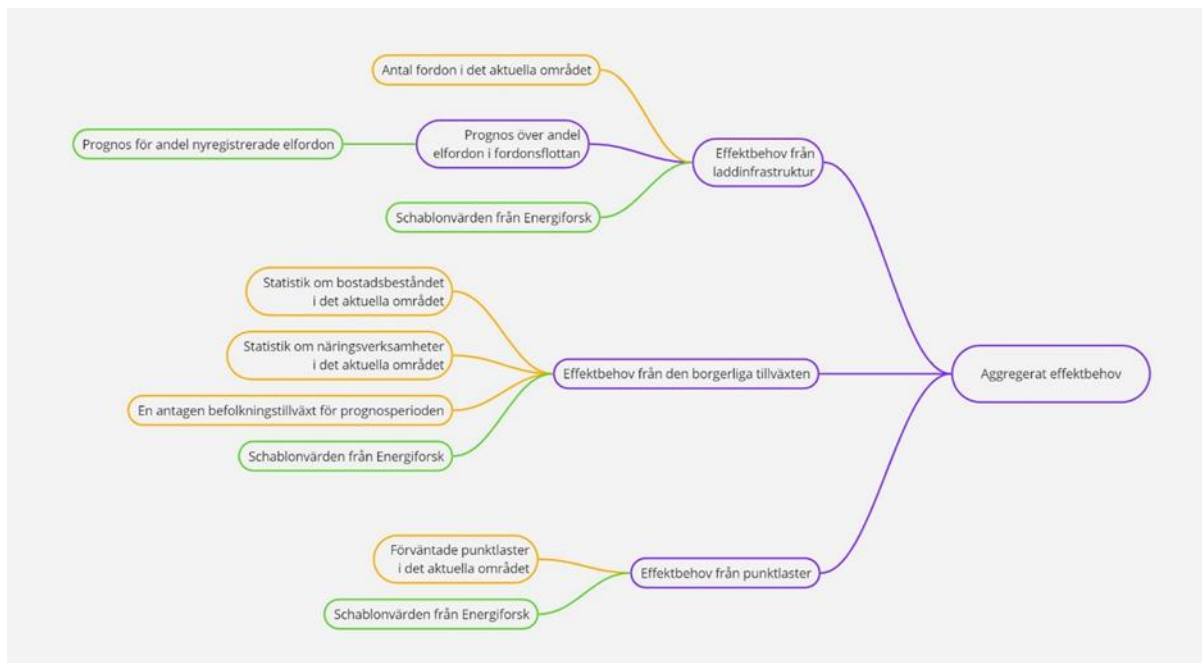 Antal fordon i det aktuella området
Prognos för andel nyregistrerade elfordon
Prognos över andel
elfordon i fordonsflottan
Effektbehov från
laddinfrastruktur
Schablonvärden från Energiforsk
Statistik om bostadsbeståndet
i det aktuella området
Statistik om näringsverksamheter
i det aktuella området
En antagen befolkningstillväxt för prognosperioden
Schablonvärden från Energiforsk
Effektbehov från den borgerliga tillväxten
Aggregerat effektbehov
Förväntade punktlaster
i det aktuella området
Schablonvärden från Energiforsk
Effektbehov från punktlaster